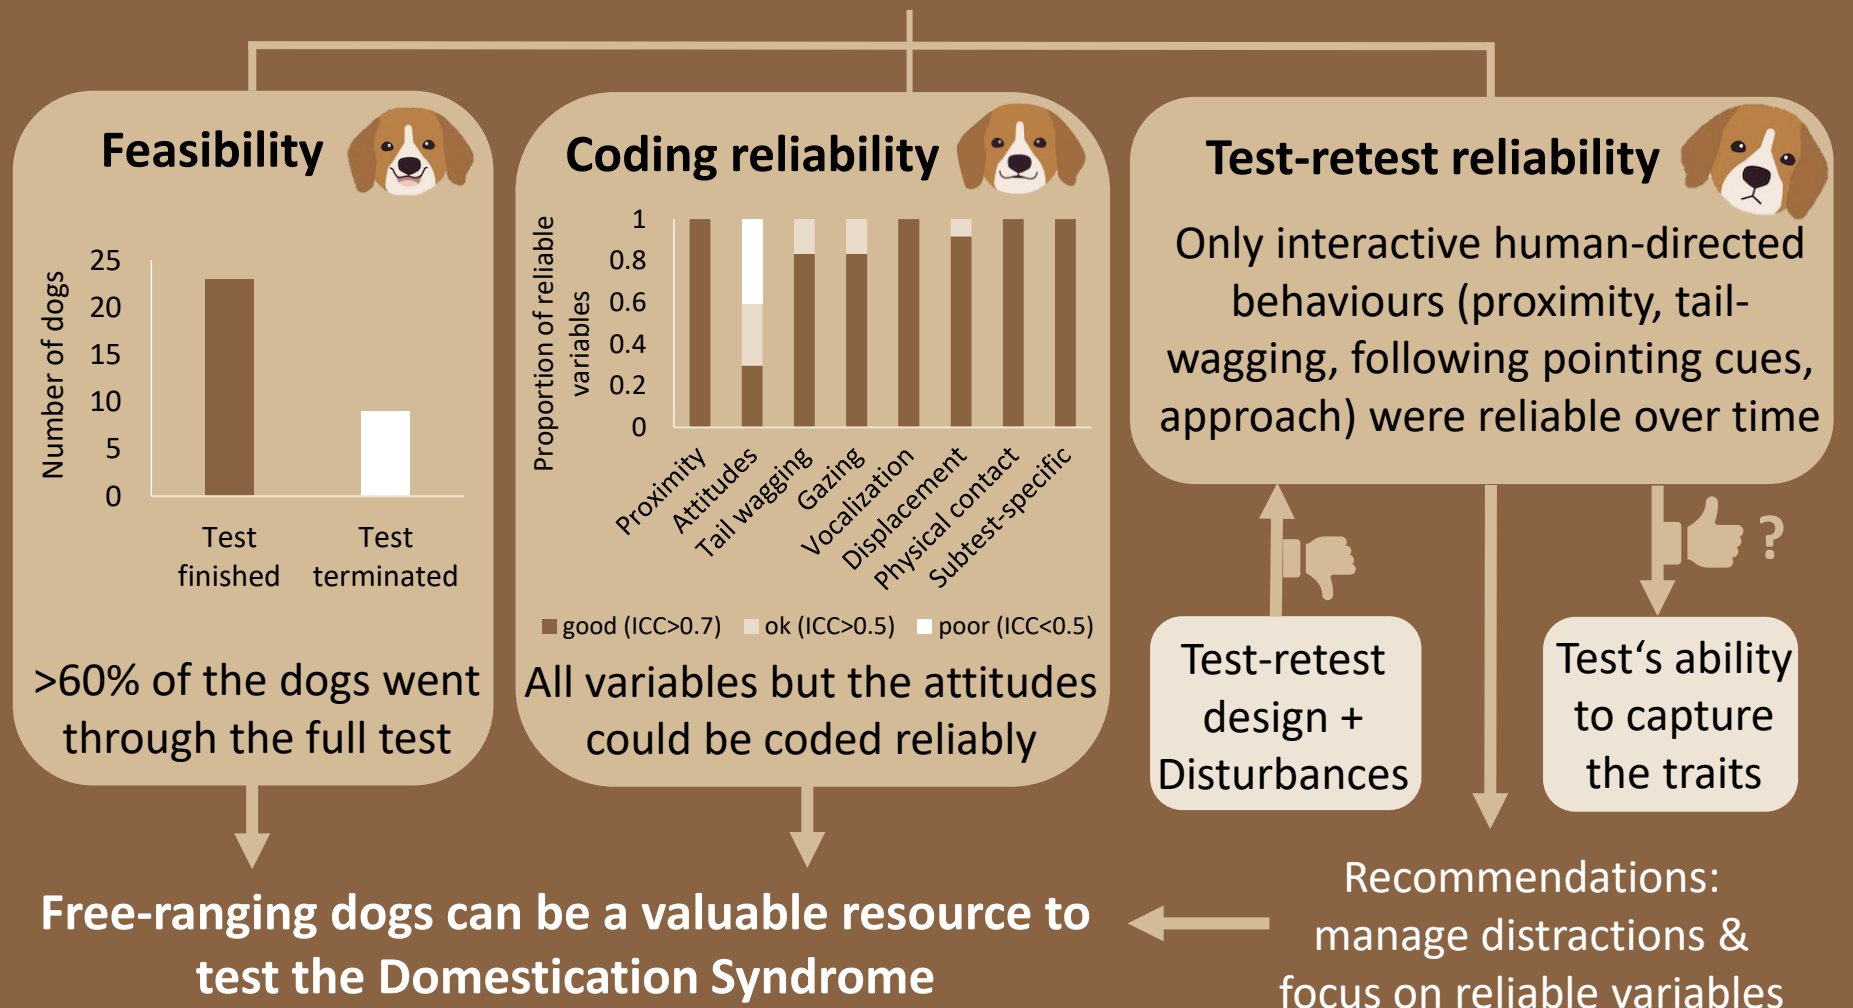 Feasibility
Number of dogs
25
20
15
10
5
0
Test
finished
Test
terminated
>60% of the dogs went
through the full test
Coding reliability
Proportion of reliable
variables
1
0.8
0.6
0.4
0.2
0
Proximity
Attitudes
Tail wagging
Gazing
Vocalization
Displacement
Physical contact
Subtest-specific
good (ICC>0.7)
ok (ICC>0.5)
poor (ICC<0.5)
All variables but the attitudes
could be coded reliably
Test-retest reliability
Only interactive human-directed
behaviours (proximity, tail-
wagging, following pointing cues,
approach) were reliable over time
?
Test-retest
design +
Disturbances
Test‘s ability
to capture
the traits
Free-ranging dogs can be a valuable resource to
test the Domestication Syndrome
Recommendations:
manage distractions &
focus on reliable variables